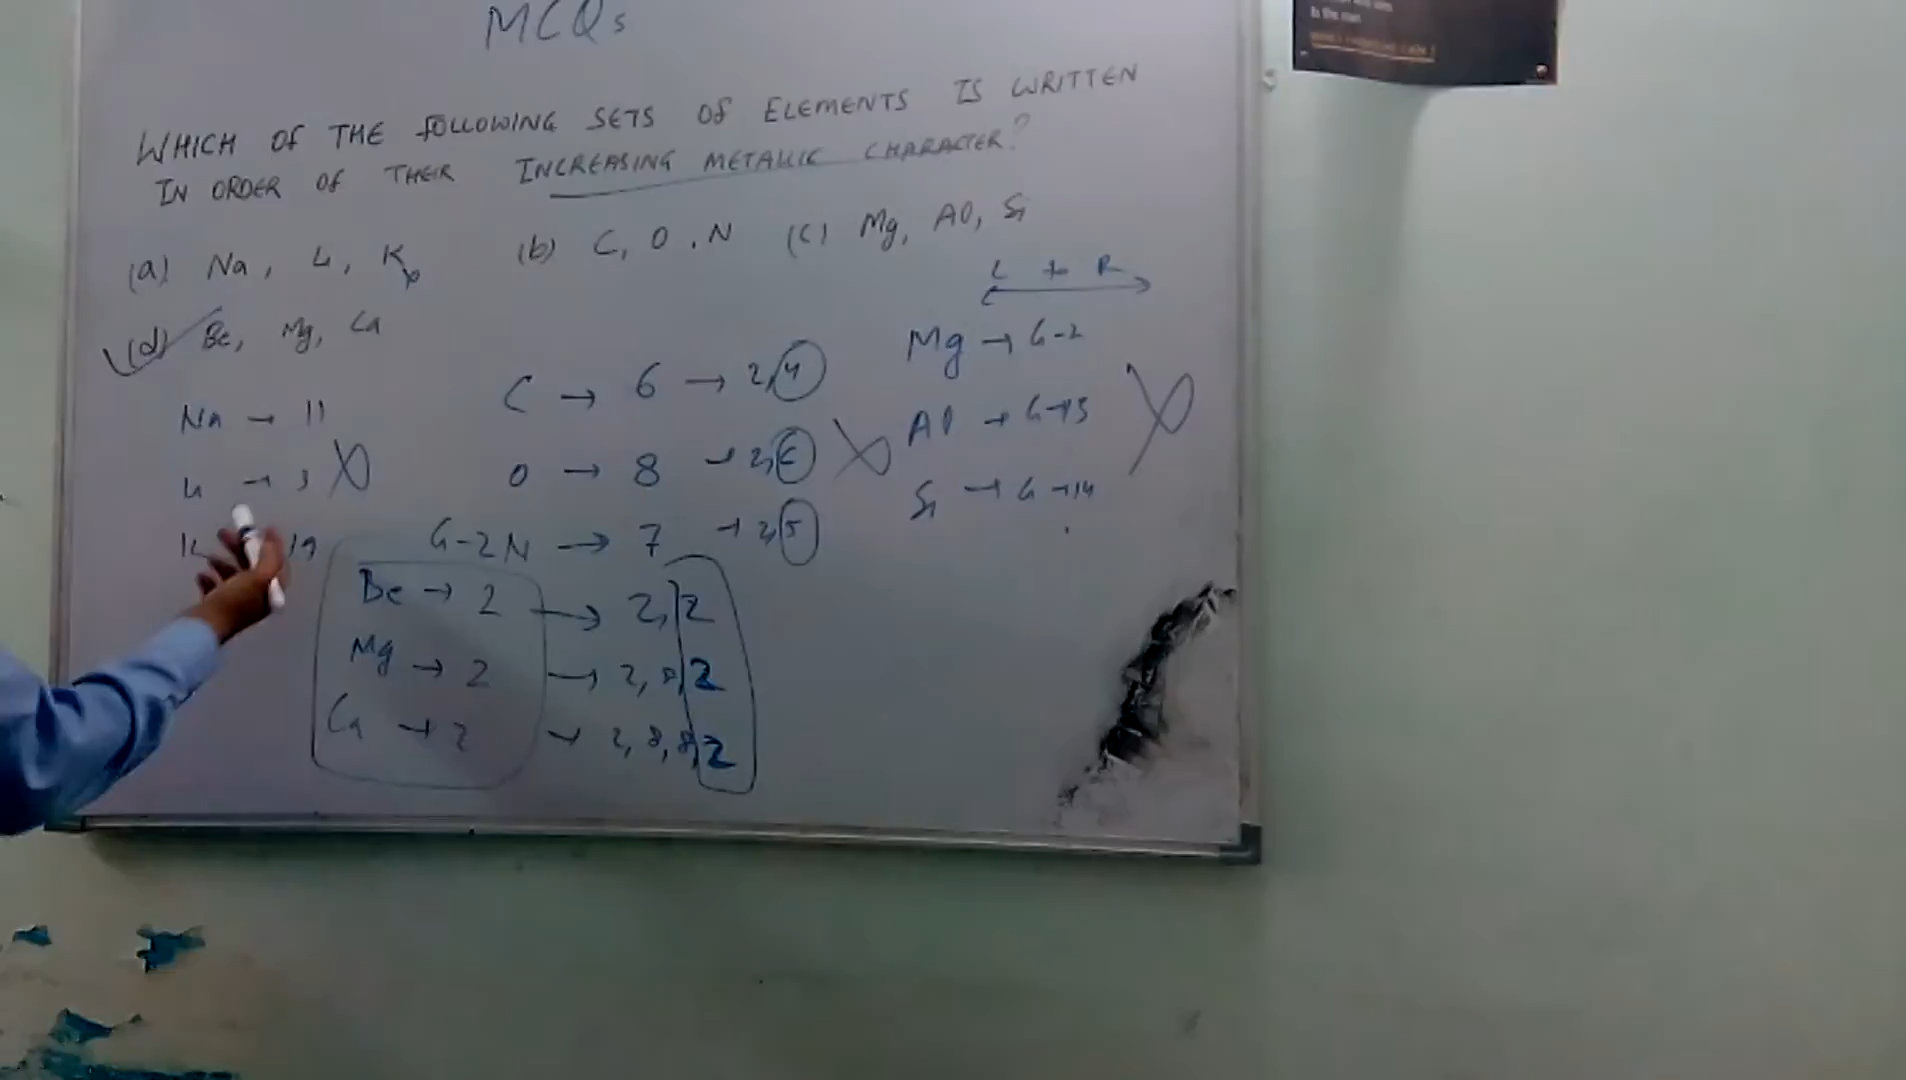 MCQs
WHICH OF THE FOLLOWING SETS OF ELEMENTS IS WRITTEN
IN ORDER OF THEIR INCREASING METALLIC CHARACTER?
(a) Na, Li, K (b) C, O, N (c) Mg, Al, Si
L to R
(d) Be, Mg, Ca
Mg → G-2
C → 6 → 2,4
Na → 11
Al → G→13
O → 8 → 2,6
Li → 3
Si → G→14
K 19
G-2 N → 7 → 2,5
Be → 2 → 2,2
Mg → 2 → 2,8,2
Ca → 2 → 2,8,8,2